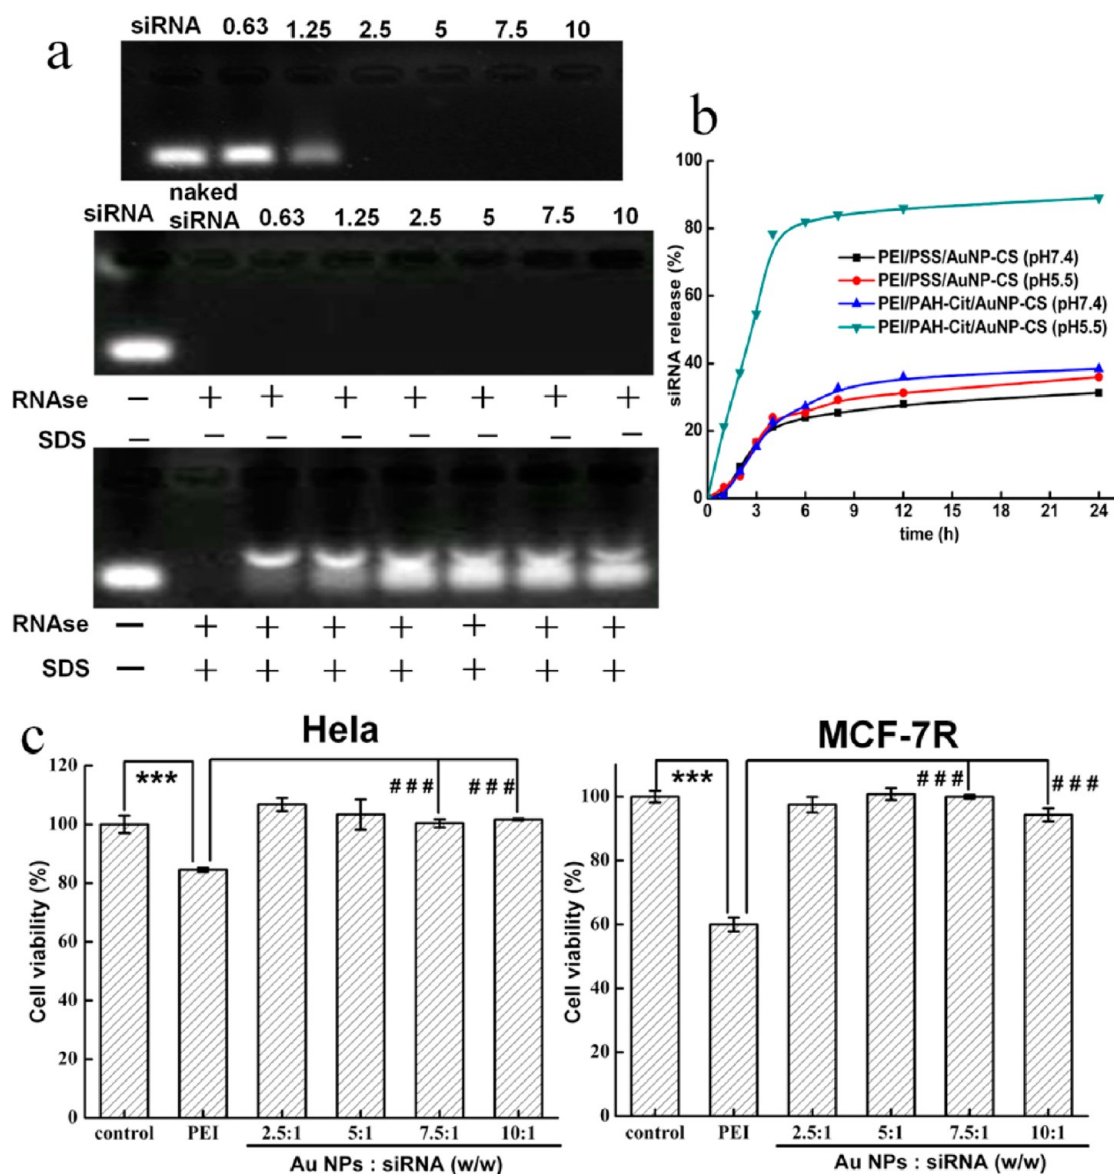 a
siRNA 0.63 1.25 2.5 5 7.5 10
naked
siRNA siRNA 0.63 1.25 2.5 5 7.5 10
RNAse − + + + + + + +
SDS − − − − − − − −
RNAse − + + + + + + +
SDS − + + + + + + +
b
100
80
60
40
20
0
siRNA release (%)
PEI/PSS/AuNP-CS (pH7.4)
PEI/PSS/AuNP-CS (pH5.5)
PEI/PAH-Cit/AuNP-CS (pH7.4)
PEI/PAH-Cit/AuNP-CS (pH5.5)
0 3 6 9 12 15 18 21 24
time (h)
c
Hela
120
100
80
60
40
20
0
Cell viability (%)
*** ### ###
control PEI 2.5:1 5:1 7.5:1 10:1
Au NPs : siRNA (w/w)
MCF-7R
100
80
60
40
20
0
Cell viability (%)
*** ### ###
control PEI 2.5:1 5:1 7.5:1 10:1
Au NPs : siRNA (w/w)